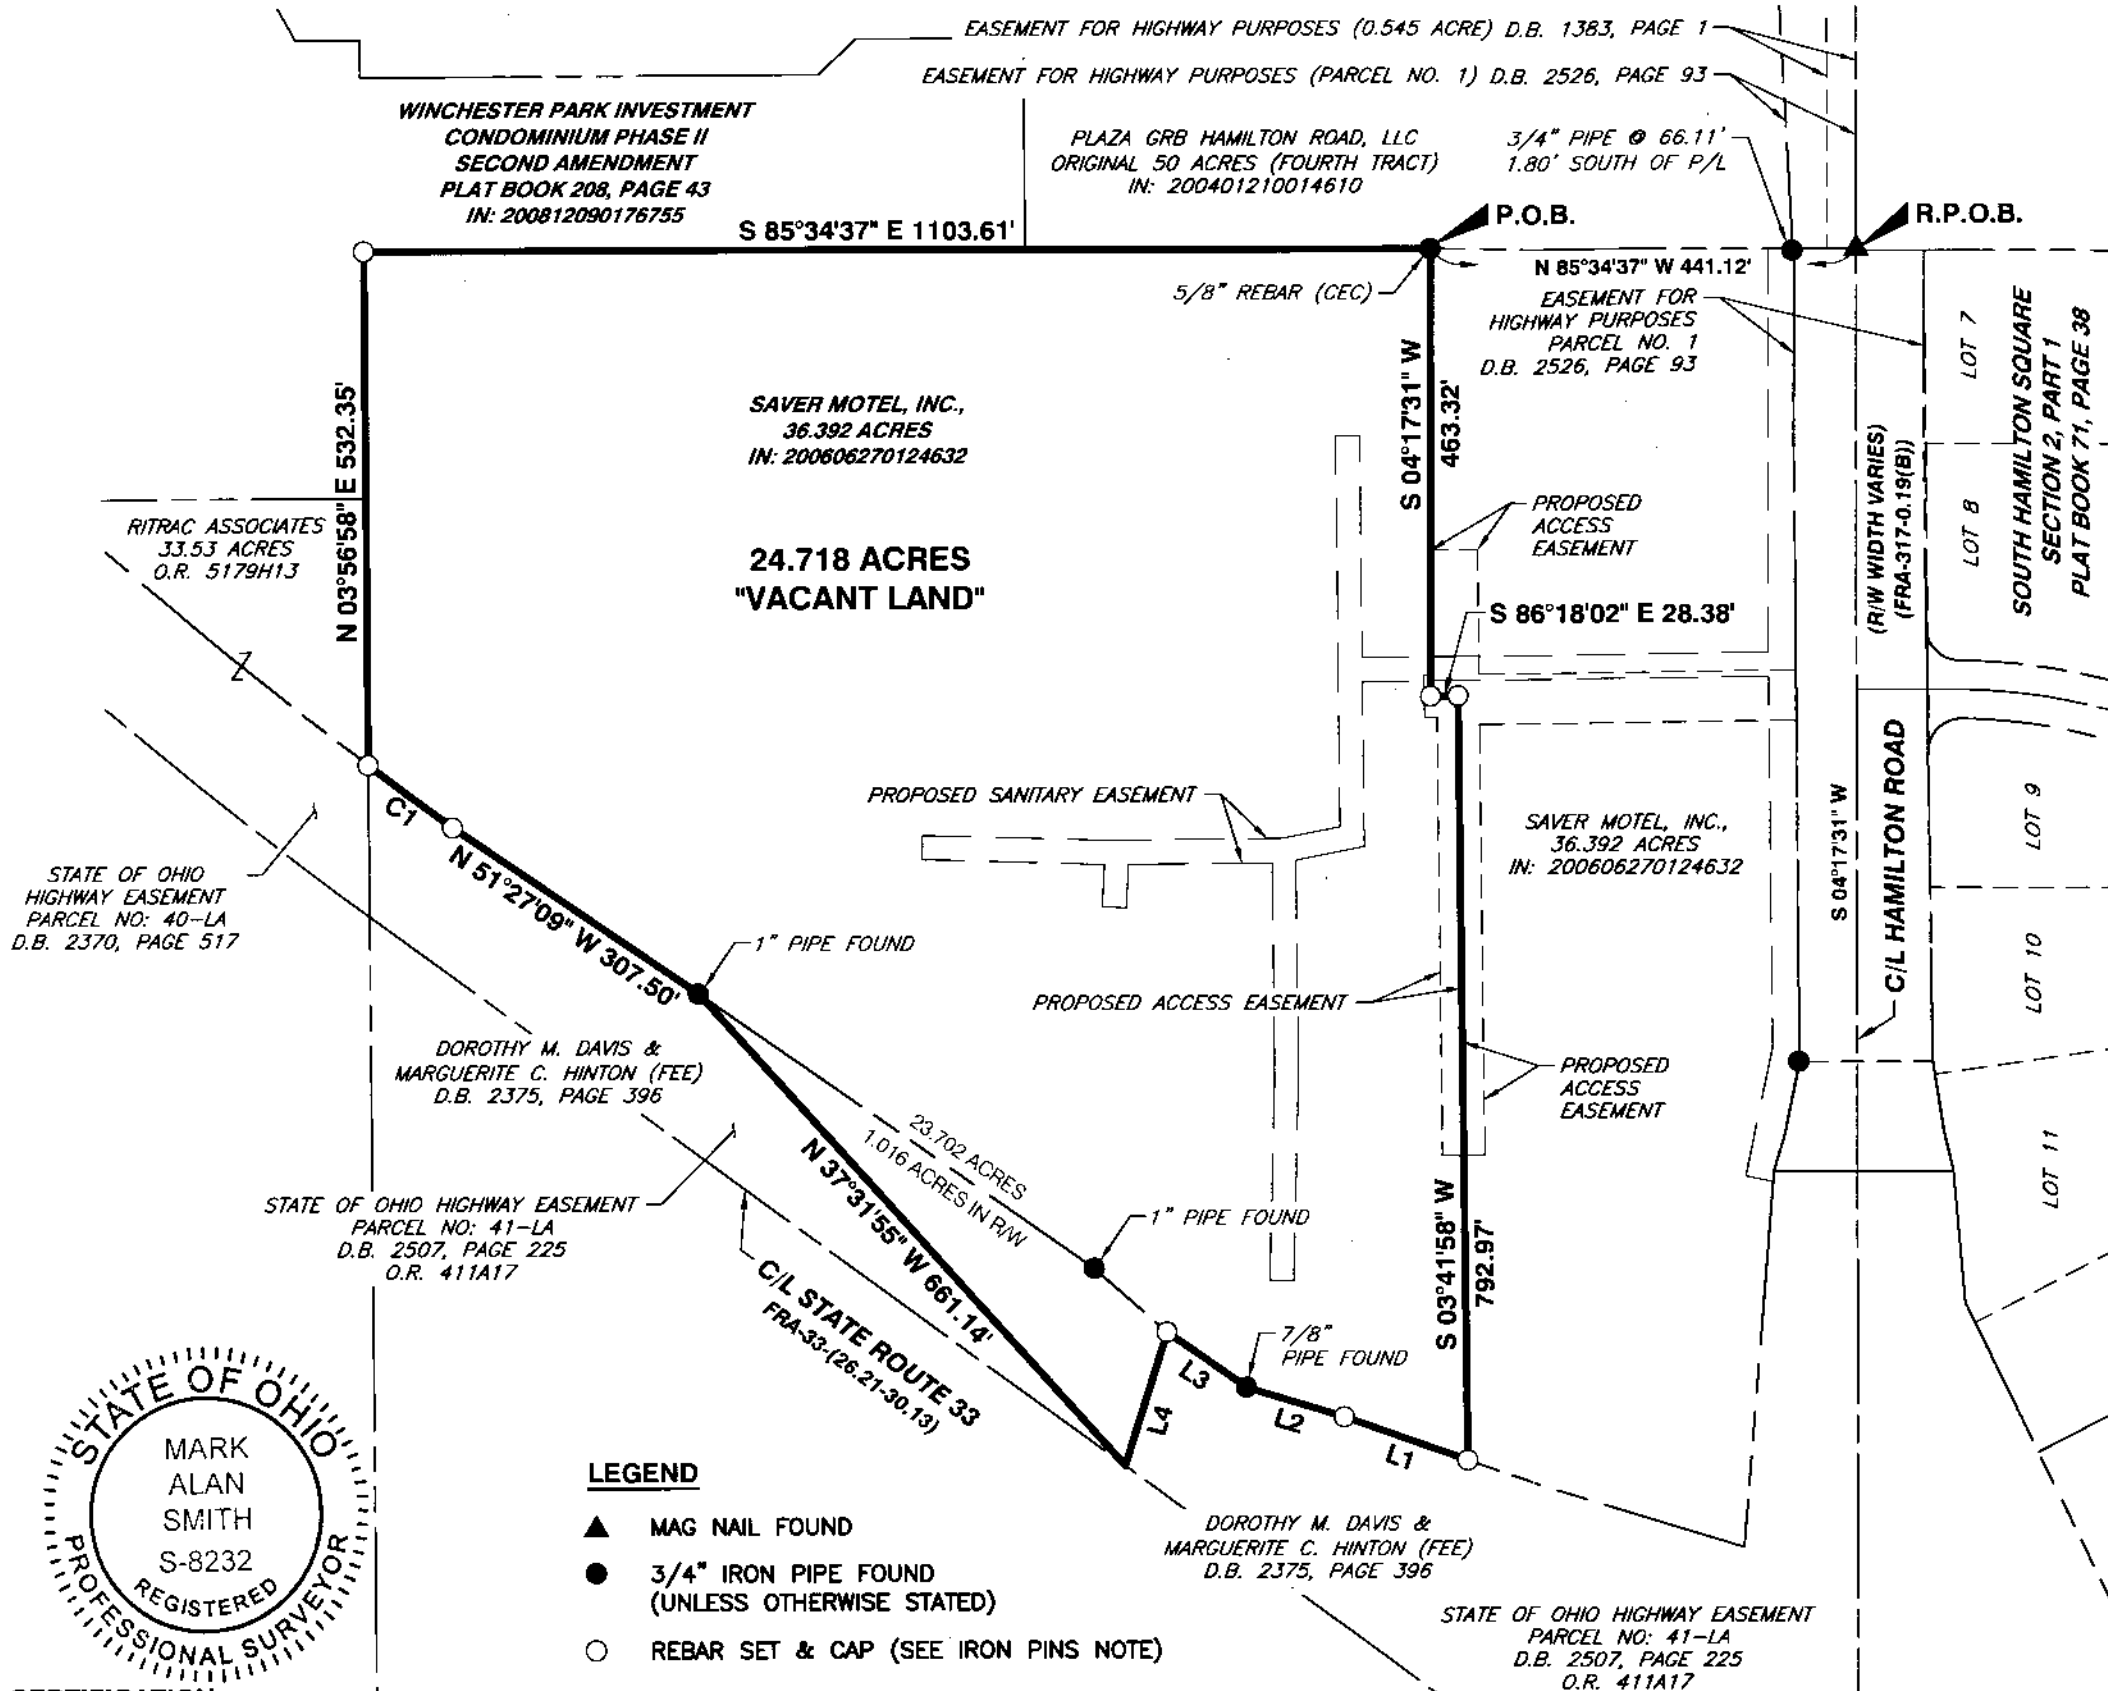 EASEMENT FOR HIGHWAY PURPOSES (0.545 ACRE) D.B. 1383, PAGE 1
EASEMENT FOR HIGHWAY PURPOSES (PARCEL NO. 1) D.B. 2526, PAGE 93
WINCHESTER PARK INVESTMENT
CONDOMINIUM PHASE II
SECOND AMENDMENT
PLAT BOOK 208, PAGE 43
IN: 200812090176755
PLAZA GRB HAMILTON ROAD, LLC
ORIGINAL 50 ACRES (FOURTH TRACT)
IN: 200401210014610
3/4" PIPE @ 66.11'
1.80' SOUTH OF P/L
P.O.B.
R.P.O.B.
S 85°34'37" E 1103.61'
N 85°34'37" W 441.12'
5/8" REBAR (CEC)
EASEMENT FOR
HIGHWAY PURPOSES
PARCEL NO. 1
D.B. 2526, PAGE 93
LOT 7
SOUTH HAMILTON SQUARE
SECTION 2, PART 1
PLAT BOOK 71, PAGE 38
S 04°17'31" W
463.32'
N 03°56'58" E 532.35'
SAVER MOTEL, INC.,
36.392 ACRES
IN: 200606270124632
(R/W WIDTH VARIES)
(FRA-317-0.19(B))
LOT 8
RITRAC ASSOCIATES
33.53 ACRES
O.R. 5179H13
PROPOSED
ACCESS
EASEMENT
24.718 ACRES
"VACANT LAND"
S 86°18'02" E 28.38'
Z
C1
PROPOSED SANITARY EASEMENT
SAVER MOTEL, INC.,
36.392 ACRES
IN: 200606270124632
S 04°17'31" W
C/L HAMILTON ROAD
LOT 9
STATE OF OHIO
HIGHWAY EASEMENT
PARCEL NO: 40-LA
D.B. 2370, PAGE 517
N 51°27'09" W 307.50'
1" PIPE FOUND
LOT 10
PROPOSED ACCESS EASEMENT
DOROTHY M. DAVIS &
MARGUERITE C. HINTON (FEE)
D.B. 2375, PAGE 396
PROPOSED
ACCESS
EASEMENT
23.702 ACRES
1.016 ACRES IN R/W
N 37°31'55" W 661.14'
LOT 11
STATE OF OHIO HIGHWAY EASEMENT
PARCEL NO: 41-LA
D.B. 2507, PAGE 225
O.R. 411A17
1" PIPE FOUND
S 03°41'58" W
792.97'
C/L STATE ROUTE 33
FRA-33-(26.21-30.13)
7/8"
PIPE FOUND
L3
L4
L2
L1
STATE OF OHIO
MARK
ALAN
SMITH
S-8232
REGISTERED
PROFESSIONAL SURVEYOR
LEGEND
MAG NAIL FOUND
3/4" IRON PIPE FOUND
(UNLESS OTHERWISE STATED)
REBAR SET & CAP (SEE IRON PINS NOTE)
DOROTHY M. DAVIS &
MARGUERITE C. HINTON (FEE)
D.B. 2375, PAGE 396
STATE OF OHIO HIGHWAY EASEMENT
PARCEL NO: 41-LA
D.B. 2507, PAGE 225
O.R. 411A17